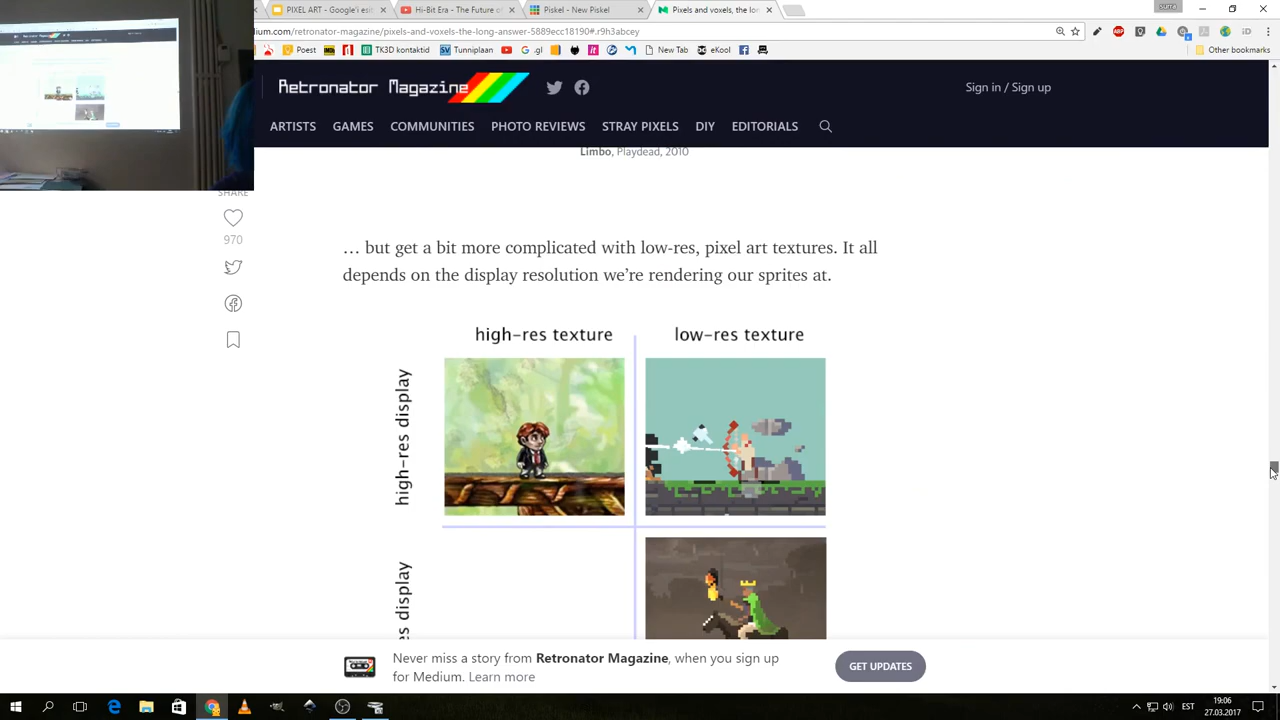 PIXEL ART - Google'i esit
Hi-Bit Era - The Future o
Piskel - New Piskel
Pixels and voxels, the lo
suma
ium.com/retronator-magazine/pixels-and-voxels-the-long-answer-5889ecc18190#.r9h3abcey
Poest
TK3D kontaktid
SV Tunniplaan
.gl
New Tab
eKool
Other bookmarks
Retronator Magazine
Sign in / Sign up
ARTISTS GAMES COMMUNITIES PHOTO REVIEWS STRAY PIXELS DIY EDITORIALS
Limbo, Playdead, 2010
SHARE
970
… but get a bit more complicated with low-res, pixel art textures. It all
depends on the display resolution we're rendering our sprites at.
high-res texture
low-res texture
high-res display
es display
Never miss a story from Retronator Magazine, when you sign up
for Medium. Learn more
GET UPDATES
EST
19:06
27.03.2017